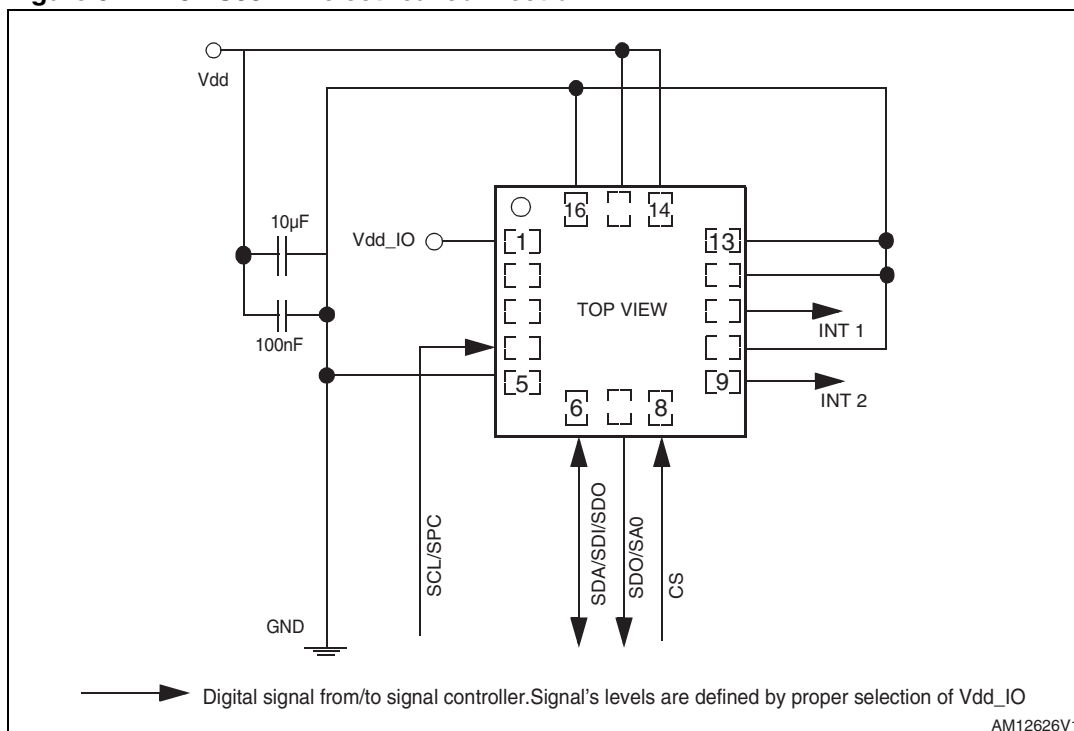 Vdd
10µF
100nF
Vdd_IO
16
14
1
13
TOP VIEW
INT 1
5
9
INT 2
6
8
SCL/SPC
SDA/SDI/SDO
SDO/SA0
CS
GND
Digital signal from/to signal controller.Signal's levels are defined by proper selection of Vdd_IO
AM12626V1